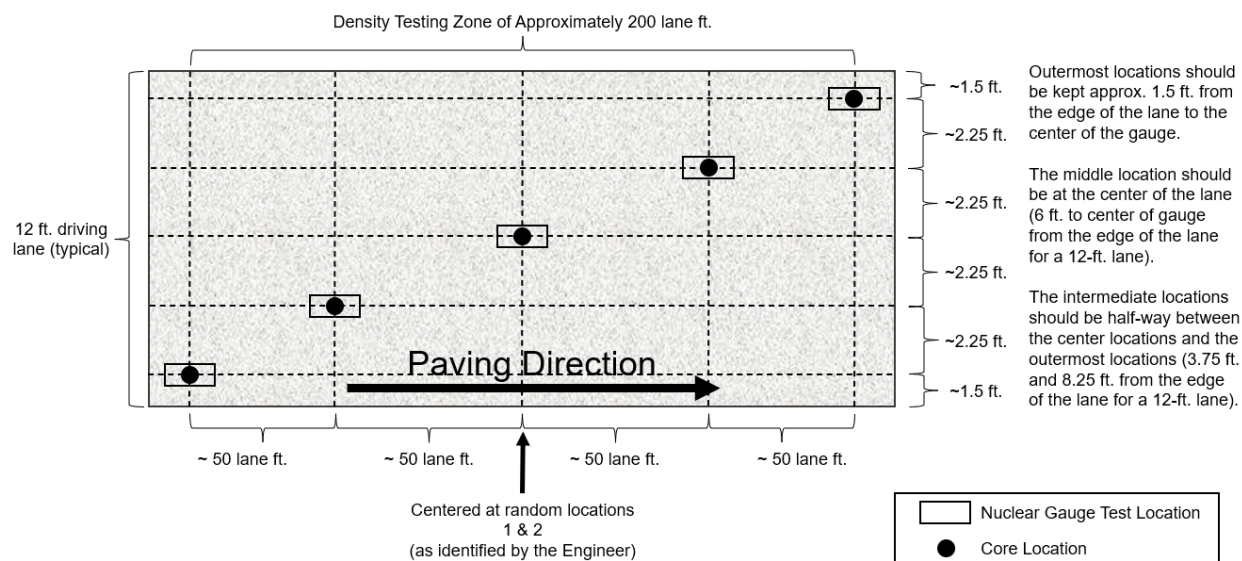 Density Testing Zone of Approximately 200 lane ft.
~1.5 ft.
~2.25 ft.
~2.25 ft.
~2.25 ft.
~2.25 ft.
~1.5 ft.
Outermost locations should
be kept approx. 1.5 ft. from
the edge of the lane to the
center of the gauge.
The middle location should
be at the center of the lane
(6 ft. to center of gauge
from the edge of the lane
for a 12-ft. lane).
The intermediate locations
should be half-way between
the center locations and the
outermost locations (3.75 ft.
and 8.25 ft. from the edge
of the lane for a 12-ft. lane).
12 ft. driving
lane (typical)
Paving Direction
~ 50 lane ft.
~ 50 lane ft.
~ 50 lane ft.
~ 50 lane ft.
Centered at random locations
1 & 2
(as identified by the Engineer)
Nuclear Gauge Test Location
Core Location